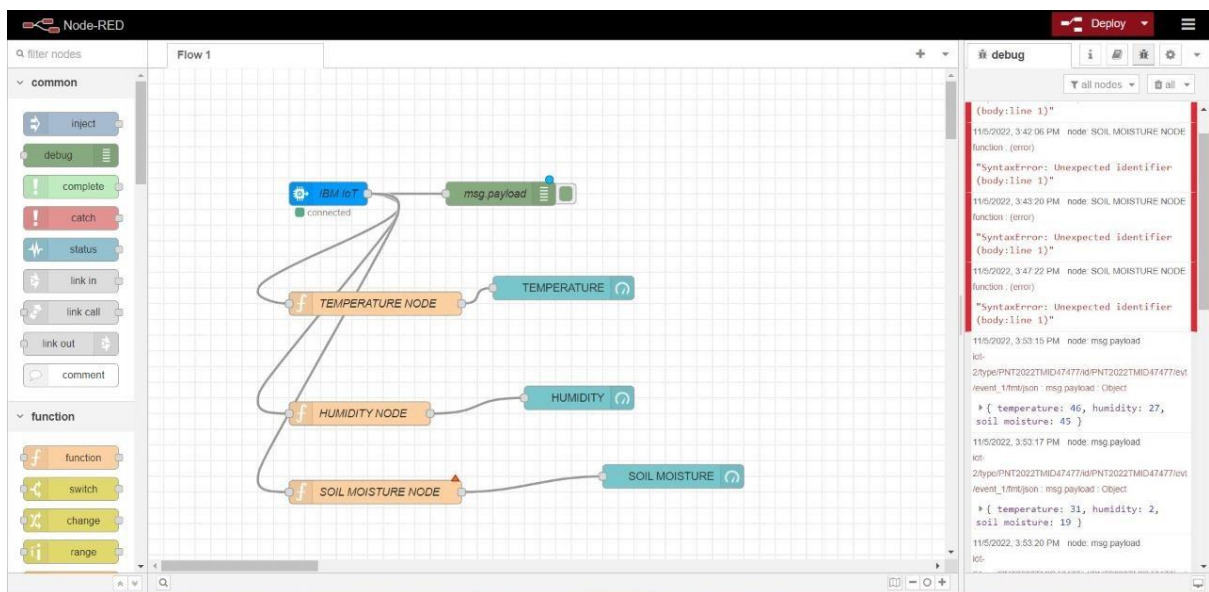 Node-RED
Deploy
filter nodes
common
inject
debug
complete
catch
status
link in
link call
link out
comment
function
function
switch
change
range
Flow 1
IBM IoT
connected
msg.payload
TEMPERATURE NODE
TEMPERATURE
HUMIDITY NODE
HUMIDITY
SOIL MOISTURE NODE
SOIL MOISTURE
debug
all nodes
all
(body:line 1)"
11/5/2022, 3:42:06 PM node: SOIL MOISTURE NODE
function : (error)
"SyntaxError: Unexpected identifier
(body:line 1)"
11/5/2022, 3:43:20 PM node: SOIL MOISTURE NODE
function : (error)
"SyntaxError: Unexpected identifier
(body:line 1)"
11/5/2022, 3:47:22 PM node: SOIL MOISTURE NODE
function : (error)
"SyntaxError: Unexpected identifier
(body:line 1)"
11/5/2022, 3:53:15 PM node: msg.payload
iot-
2/type/PNT2022TMID47477/id/PNT2022TMID47477/evt
/event_1/fmt/json : msg.payload : Object
{ temperature: 46, humidity: 27,
soil moisture: 45 }
11/5/2022, 3:53:17 PM node: msg.payload
iot-
2/type/PNT2022TMID47477/id/PNT2022TMID47477/evt
/event_1/fmt/json : msg.payload : Object
{ temperature: 31, humidity: 2,
soil moisture: 19 }
11/5/2022, 3:53:20 PM node: msg.payload
iot-